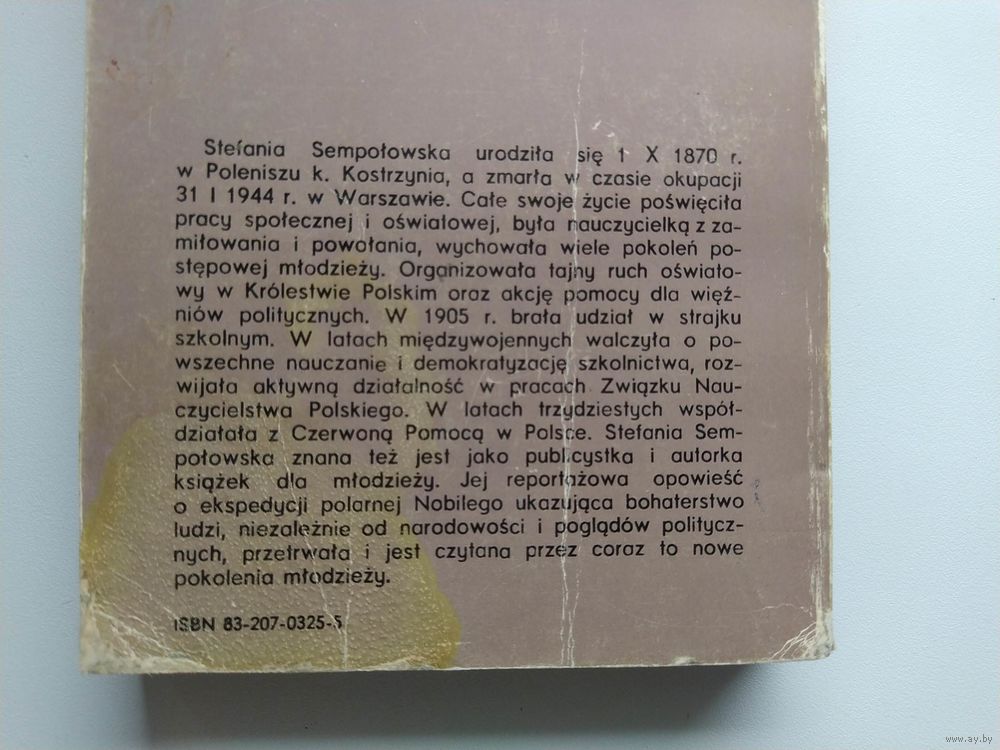 Stefania Sempołowska urodziła się 1 X 1870 r.
w Poleniszu k. Kostrzynia, a zmarła w czasie okupacji
31 I 1944 r. w Warszawie. Całe swoje życie poświęciła
pracy społecznej i oświatowej, była nauczycielką z za-
miłowania i powołania, wychowała wiele pokoleń po-
stępowej młodzieży. Organizowała tajny ruch oświato-
wy w Królestwie Polskim oraz akcję pomocy dla więź-
niów politycznych. W 1905 r. brała udział w strajku
szkolnym. W latach międzywojennych walczyła o po-
wszechne nauczanie i demokratyzację szkolnictwa, roz-
wijała aktywną działalność w pracach Związku Nau-
czycielstwa Polskiego. W latach trzydziestych współ-
działała z Czerwoną Pomocą w Polsce. Stefania Sem-
połowska znana też jest jako publicystka i autorka
książek dla młodzieży. Jej reportażowa opowieść
o ekspedycji polarnej Nobilego ukazująca bohaterstwo
ludzi, niezależnie od narodowości i poglądów politycz-
nych, przetrwała i jest czytana przez coraz to nowe
pokolenia młodzieży.
ISBN 83-207-0325-5
www.ay.by